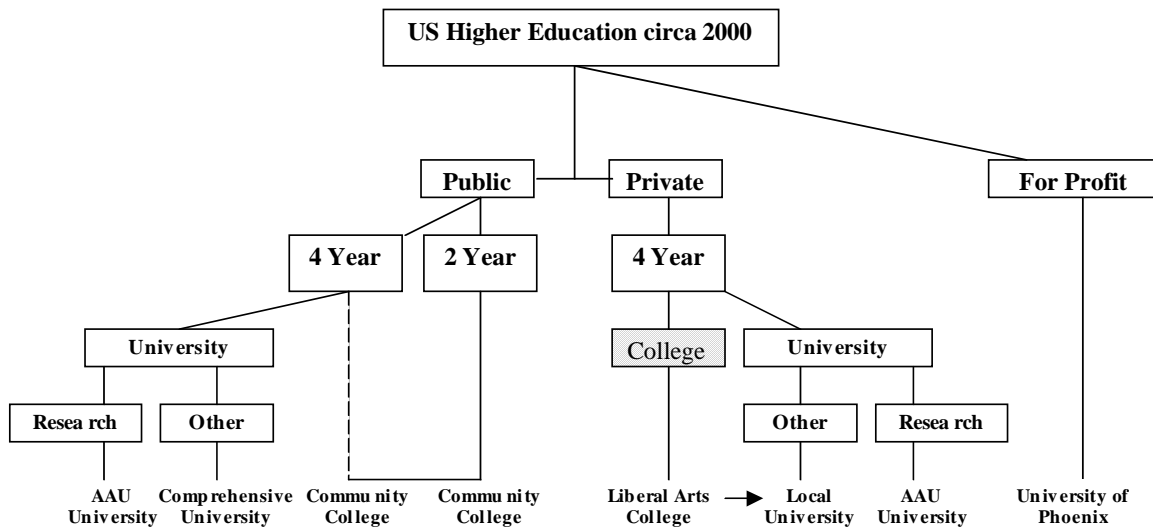 US Higher Education circa 2000
Public
Private
For Profit
4 Year
2 Year
4 Year
University
College
University
Research
Other
Other
Research
AAU
University
Comprehensive
University
Community
College
Community
College
Liberal Arts
College
Local
University
AAU
University
University of
Phoenix